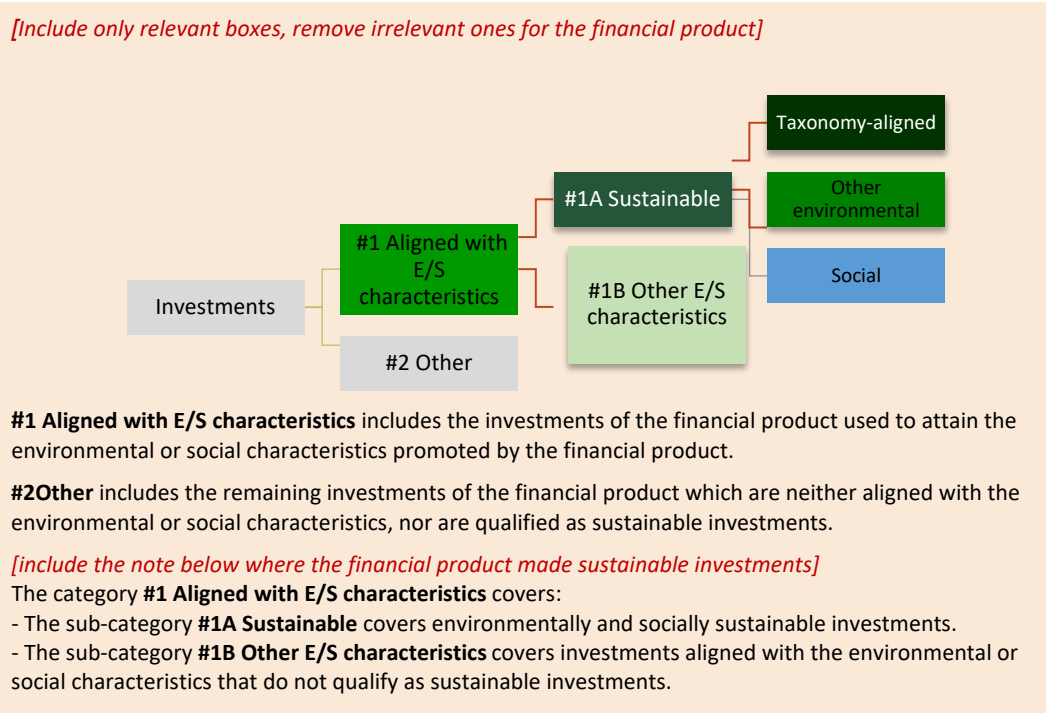 [Include only relevant boxes, remove irrelevant ones for the financial product]
Taxonomy-aligned
#1A Sustainable
Other
environmental
#1 Aligned with
E/S
characteristics
Social
#1B Other E/S
characteristics
Investments
#2 Other
#1 Aligned with E/S characteristics includes the investments of the financial product used to attain the
environmental or social characteristics promoted by the financial product.
#2Other includes the remaining investments of the financial product which are neither aligned with the
environmental or social characteristics, nor are qualified as sustainable investments.
[include the note below where the financial product made sustainable investments]
The category #1 Aligned with E/S characteristics covers:
- The sub-category #1A Sustainable covers environmentally and socially sustainable investments.
- The sub-category #1B Other E/S characteristics covers investments aligned with the environmental or
social characteristics that do not qualify as sustainable investments.